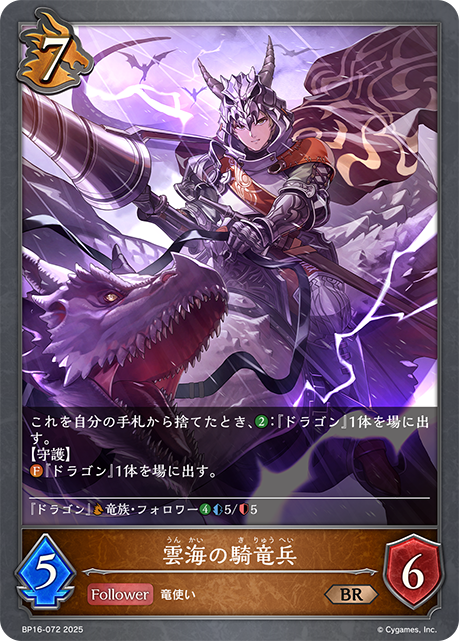 7
これを自分の手札から捨てたとき、2：『ドラゴン』1体を場に出
す。
【守護】
F『ドラゴン』1体を場に出す。
『ドラゴン』竜族・フォロワー4 5/5
うんかい き りゅうへい
雲海の騎竜兵
5
Follower 竜使い
BR
6
BP16-072 2025
© Cygames, Inc.